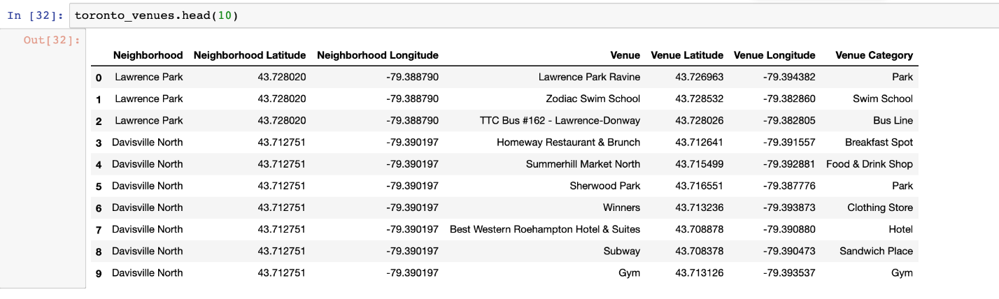 In [32]: toronto_venues.head(10)
Out[32]:
Neighborhood Neighborhood Latitude Neighborhood Longitude Venue Venue Latitude Venue Longitude Venue Category
0 Lawrence Park 43.728020 -79.388790 Lawrence Park Ravine 43.726963 -79.394382 Park
1 Lawrence Park 43.728020 -79.388790 Zodiac Swim School 43.728532 -79.382860 Swim School
2 Lawrence Park 43.728020 -79.388790 TTC Bus #162 - Lawrence-Donway 43.728026 -79.382805 Bus Line
3 Davisville North 43.712751 -79.390197 Homeway Restaurant & Brunch 43.712641 -79.391557 Breakfast Spot
4 Davisville North 43.712751 -79.390197 Summerhill Market North 43.715499 -79.392881 Food & Drink Shop
5 Davisville North 43.712751 -79.390197 Sherwood Park 43.716551 -79.387776 Park
6 Davisville North 43.712751 -79.390197 Winners 43.713236 -79.393873 Clothing Store
7 Davisville North 43.712751 -79.390197 Best Western Roehampton Hotel & Suites 43.708878 -79.390880 Hotel
8 Davisville North 43.712751 -79.390197 Subway 43.708378 -79.390473 Sandwich Place
9 Davisville North 43.712751 -79.390197 Gym 43.713126 -79.393537 Gym